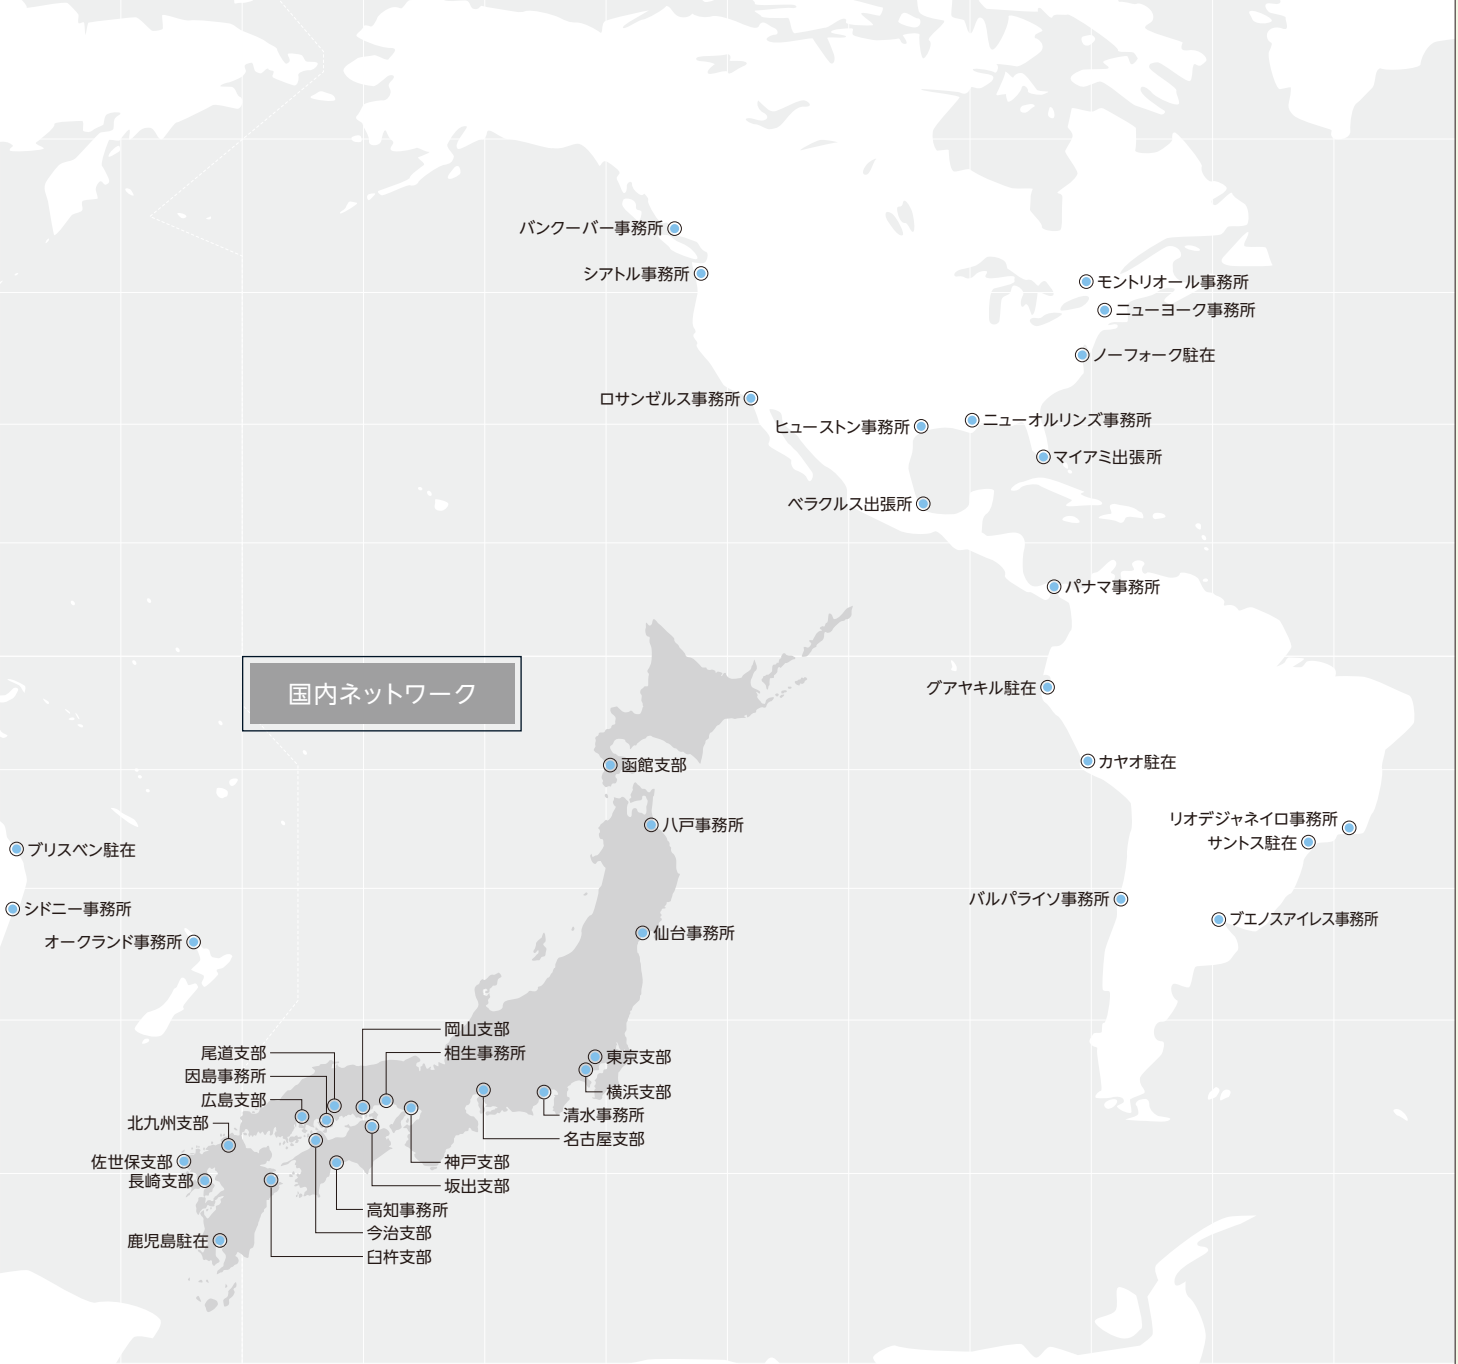 バンクーバー事務所
シアトル事務所
モントリオール事務所
ニューヨーク事務所
ノーフォーク駐在
ロサンゼルス事務所
ニューオルリンズ事務所
ヒューストン事務所
マイアミ出張所
ベラクルス出張所
パナマ事務所
グアヤキル駐在
カヤオ駐在
リオデジャネイロ事務所
サントス駐在
バルパライソ事務所
ブエノスアイレス事務所
ブリスベン駐在
シドニー事務所
オークランド事務所
国内ネットワーク
函館支部
八戸事務所
仙台事務所
岡山支部
相生事務所
尾道支部
因島事務所
広島支部
北九州支部
佐世保支部
長崎支部
鹿児島駐在
東京支部
横浜支部
清水事務所
名古屋支部
神戸支部
坂出支部
高知事務所
今治支部
臼杵支部